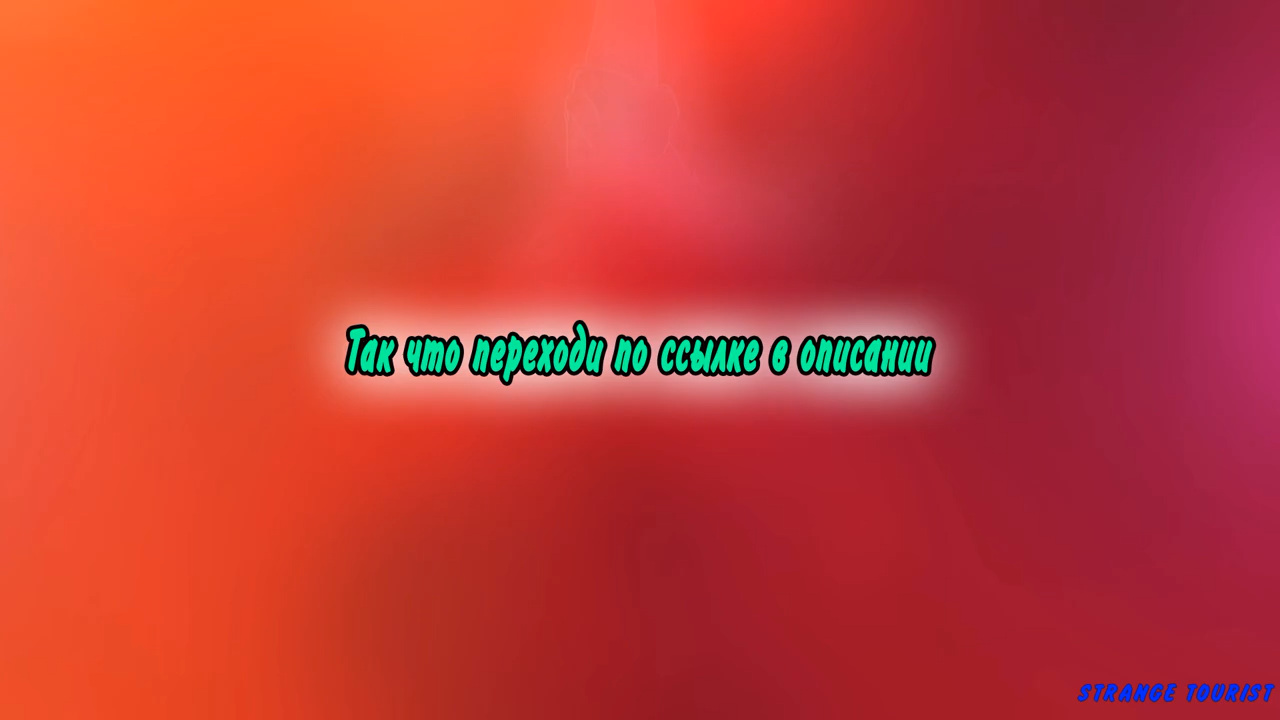 Так что переходи по ссылке в описании
STRANGE TOURIST